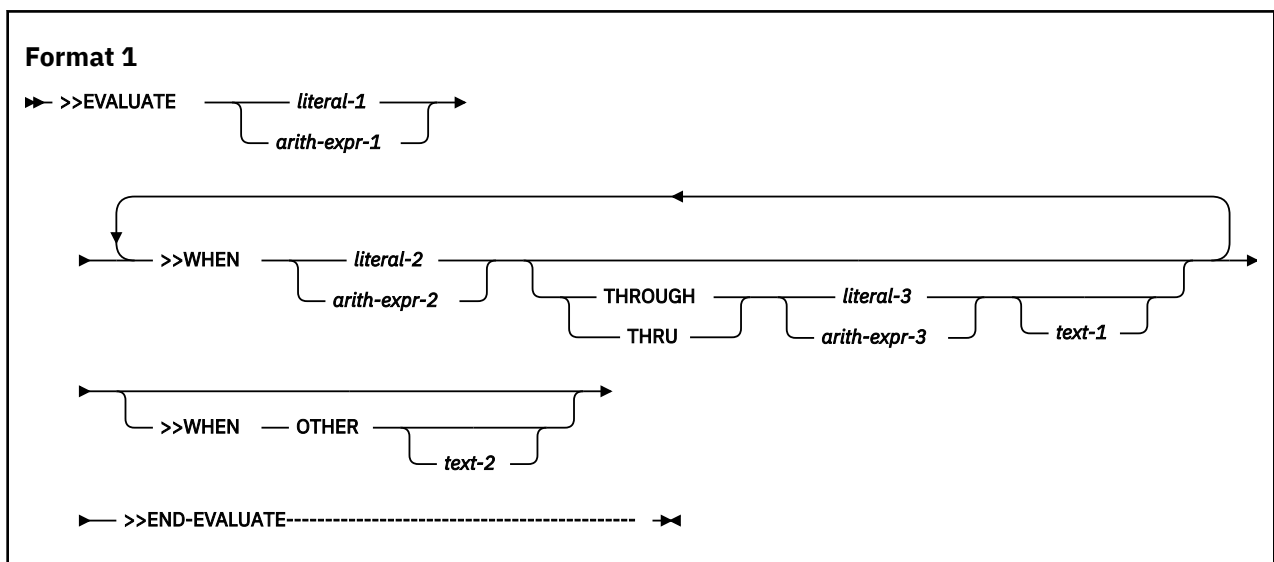 Format 1
>>EVALUATE literal-1
arith-expr-1
>>WHEN literal-2
arith-expr-2
THROUGH literal-3
THRU arith-expr-3 text-1
>>WHEN OTHER
text-2
>>END-EVALUATE--------------------------------------------